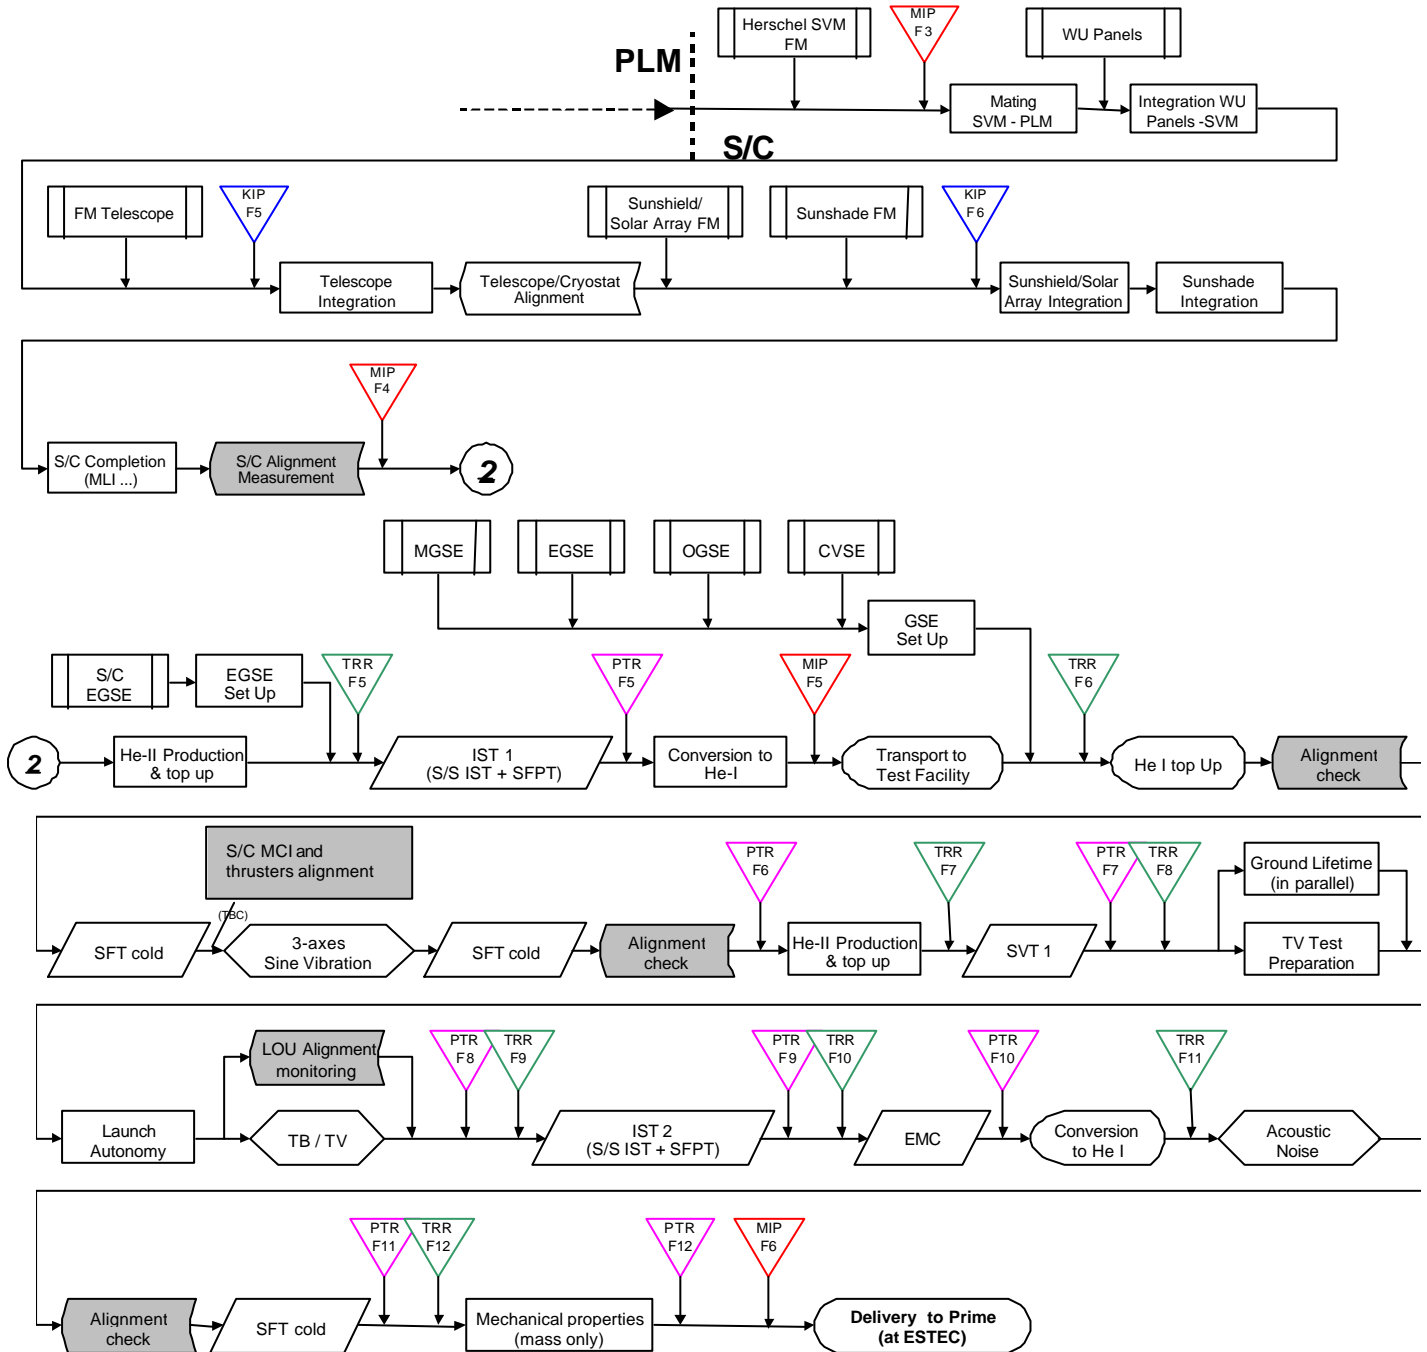 Herschel SVM
FM
MIP
F3
WU Panels
PLM
Mating
SVM - PLM
Integration WU
Panels -SVM
S/C
FM Telescope
KIP
F5
Sunshield/
Solar Array FM
Sunshade FM
KIP
F6
Telescope
Integration
Telescope/Cryostat
Alignment
Sunshield/Solar
Array Integration
Sunshade
Integration
MIP
F4
S/C Completion
(MLI ...)
S/C Alignment
Measurement
2
MGSE
EGSE
OGSE
CVSE
GSE
Set Up
S/C
EGSE
EGSE
Set Up
TRR
F5
PTR
F5
MIP
F5
TRR
F6
2
He-II Production
& top up
IST 1
(S/S IST + SFPT)
Conversion to
He-I
Transport to
Test Facility
He I top Up
Alignment
check
S/C MCI and
thrusters alignment
(TBC)
PTR
F6
TRR
F7
PTR
F7
TRR
F8
Ground Lifetime
(in parallel)
SFT cold
3-axes
Sine Vibration
SFT cold
Alignment
check
He-II Production
& top up
SVT 1
TV Test
Preparation
LOU Alignment
monitoring
PTR
F8
TRR
F9
PTR
F9
TRR
F10
PTR
F10
TRR
F11
Launch
Autonomy
TB / TV
IST 2
(S/S IST + SFPT)
EMC
Conversion
to He I
Acoustic
Noise
PTR
F11
TRR
F12
PTR
F12
MIP
F6
Alignment
check
SFT cold
Mechanical properties
(mass only)
Delivery to Prime
(at ESTEC)